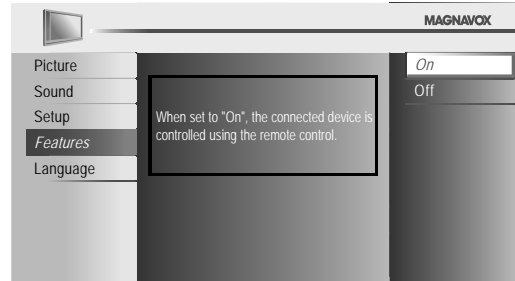 MAGNAVOX
Picture
Sound
Setup
Features
Language
When set to "On", the connected device is
controlled using the remote control.
On
Off